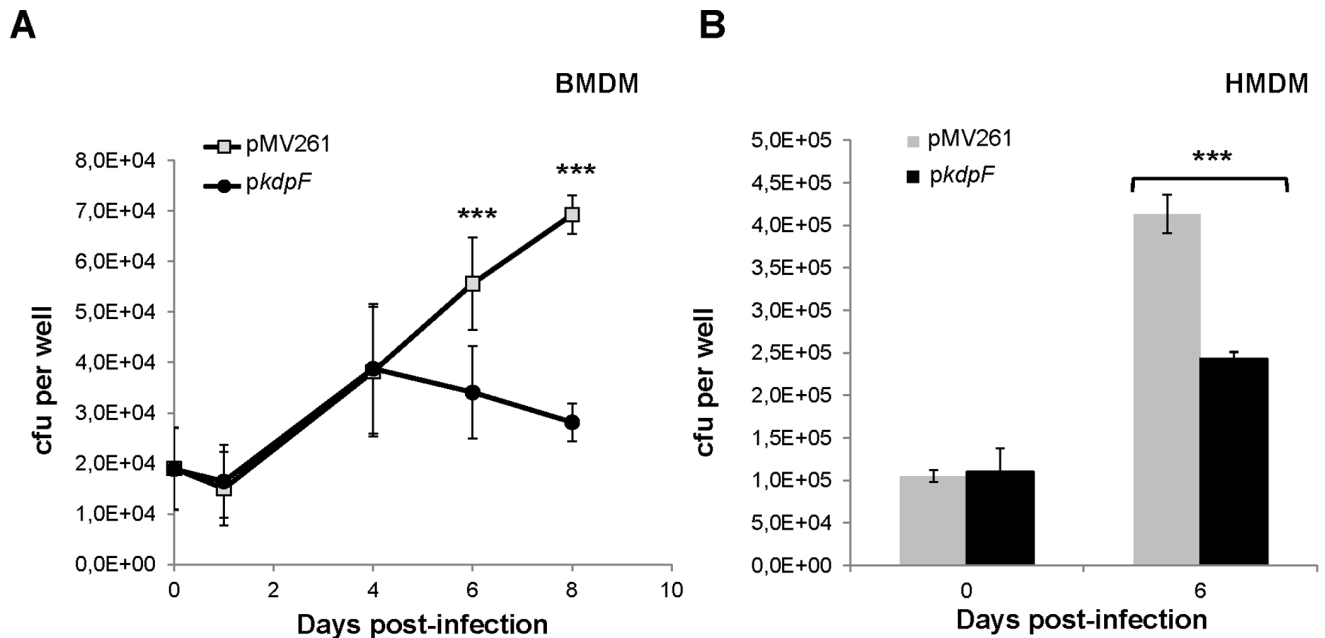 A
BMDM
pMV261
pkdpF
8,0E+04
7,0E+04
6,0E+04
5,0E+04
4,0E+04
3,0E+04
2,0E+04
1,0E+04
0,0E+00
***
***
cfu per well
0 2 4 6 8 10
Days post-infection
B
HMDM
pMV261
pkdpF
5,0E+05
4,5E+05
4,0E+05
3,5E+05
3,0E+05
2,5E+05
2,0E+05
1,5E+05
1,0E+05
5,0E+04
0,0E+00
***
cfu per well
0 6
Days post-infection